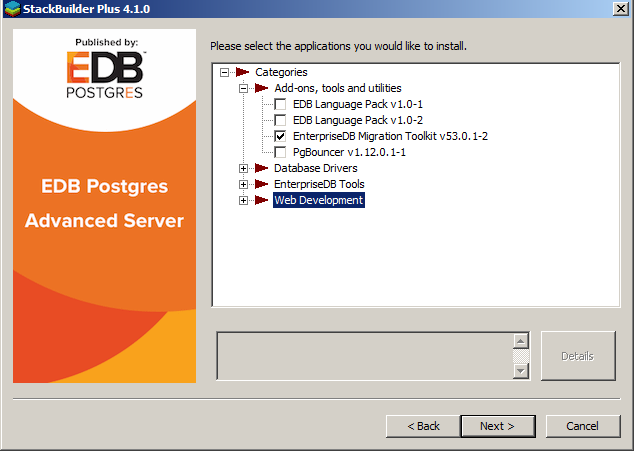 StackBuilder Plus 4.1.0
Published by:
EDB
POSTGRES
EDB Postgres
Advanced Server
Please select the applications you would like to install.
Categories
Add-ons, tools and utilities
EDB Language Pack v1.0-1
EDB Language Pack v1.0-2
EnterpriseDB Migration Toolkit v53.0.1-2
PgBouncer v1.12.0.1-1
Database Drivers
EnterpriseDB Tools
Web Development
Details
< Back
Next >
Cancel